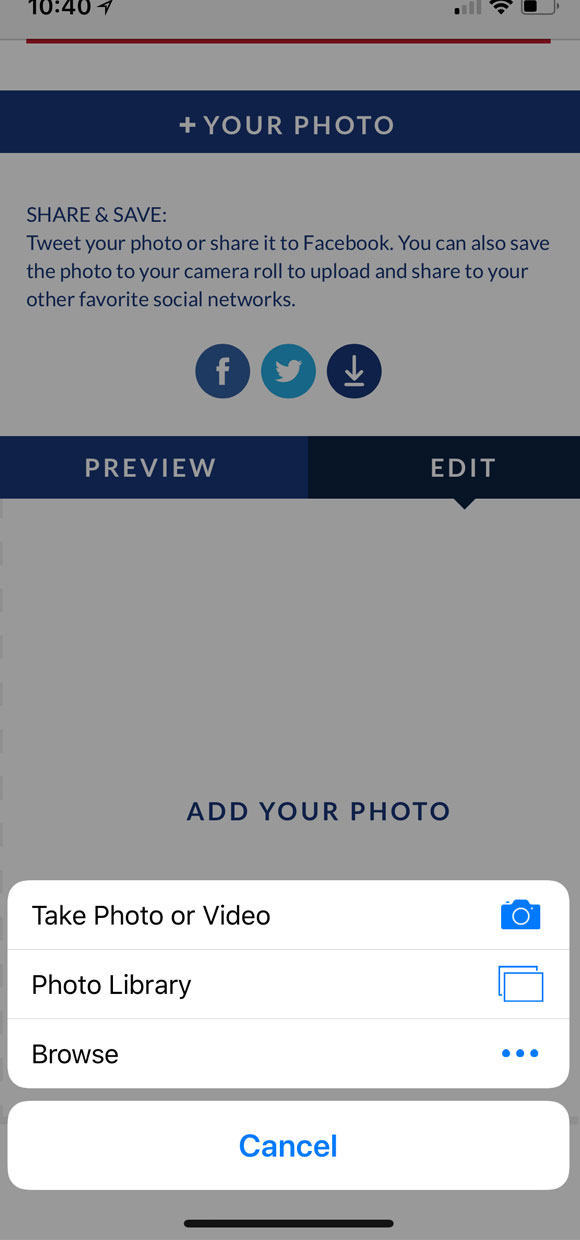 10:40
+ YOUR PHOTO
SHARE & SAVE:
Tweet your photo or share it to Facebook. You can also save
the photo to your camera roll to upload and share to your
other favorite social networks.
PREVIEW EDIT
ADD YOUR PHOTO
Take Photo or Video
Photo Library
Browse
Cancel